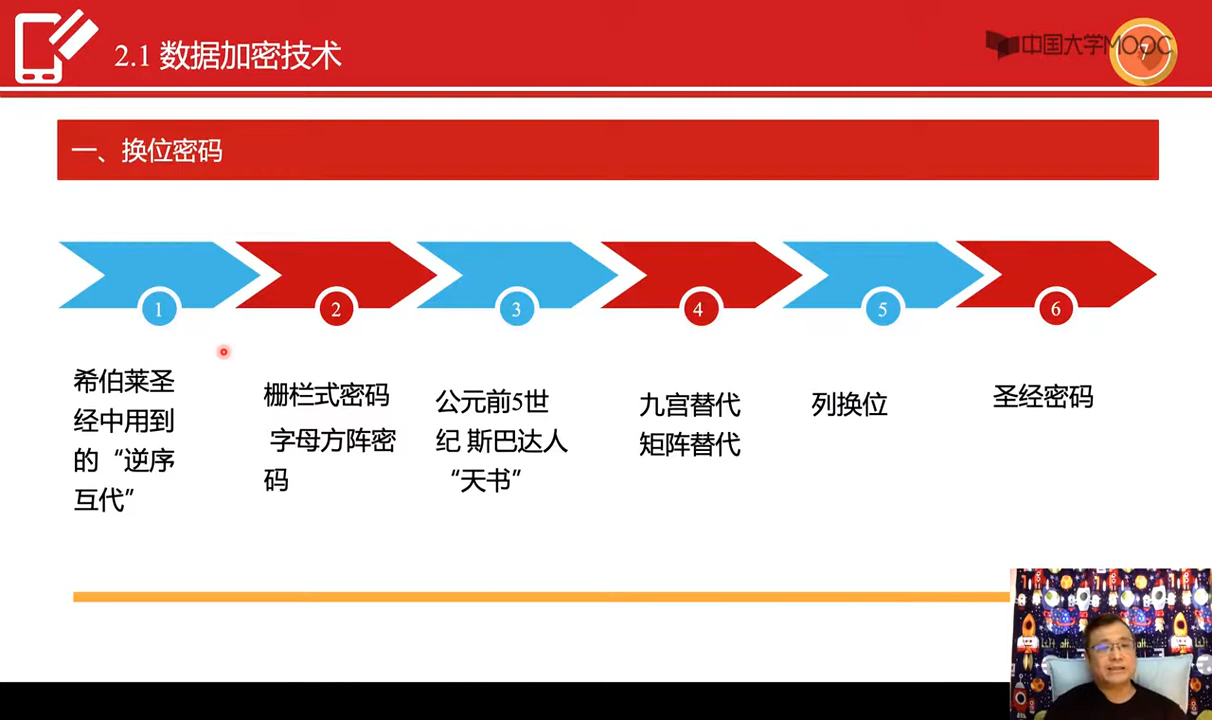 2.1 数据加密技术
中国大学MOOC
7
一、换位密码
1
2
3
4
5
6
希伯莱圣
经中用到
的“逆序
互代”
栅栏式密码
字母方阵密
码
公元前5世
纪 斯巴达人
“天书”
九宫替代
矩阵替代
列换位
圣经密码